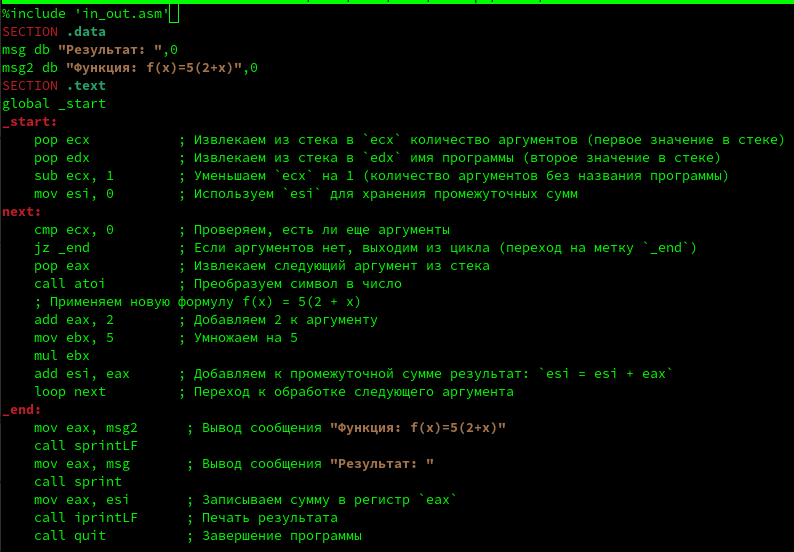 %include 'in_out.asm'
SECTION .data
msg db "Результат: ",0
msg2 db "Функция: f(x)=5(2+x)",0
SECTION .text
global _start
_start:
    pop ecx           ; Извлекаем из стека в `ecx` количество аргументов (первое значение в стеке)
    pop edx           ; Извлекаем из стека в `edx` имя программы (второе значение в стеке)
    sub ecx, 1        ; Уменьшаем `ecx` на 1 (количество аргументов без названия программы)
    mov esi, 0        ; Используем `esi` для хранения промежуточных сумм
next:
    cmp ecx, 0        ; Проверяем, есть ли еще аргументы
    jz _end           ; Если аргументов нет, выходим из цикла (переход на метку `_end`)
    pop eax           ; Извлекаем следующий аргумент из стека
    call atoi         ; Преобразуем символ в число
    ; Применяем новую формулу f(x) = 5(2 + x)
    add eax, 2        ; Добавляем 2 к аргументу
    mov ebx, 5        ; Умножаем на 5
    mul ebx
    add esi, eax      ; Добавляем к промежуточной сумме результат: `esi = esi + eax`
    loop next         ; Переход к обработке следующего аргумента
_end:
    mov eax, msg2      ; Вывод сообщения "Функция: f(x)=5(2+x)"
    call sprintLF
    mov eax, msg       ; Вывод сообщения "Результат: "
    call sprint
    mov eax, esi       ; Записываем сумму в регистр `eax`
    call iprintLF      ; Печать результата
    call quit          ; Завершение программы